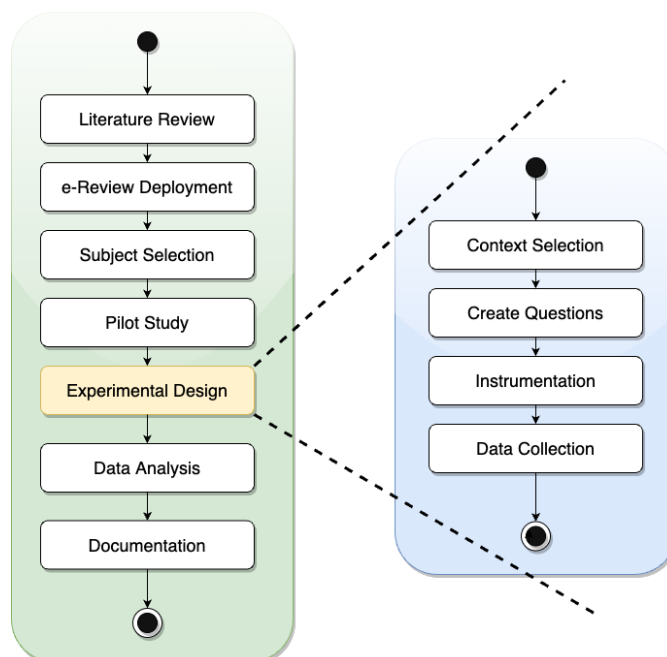 Literature Review
e-Review Deployment
Subject Selection
Pilot Study
Experimental Design
Data Analysis
Documentation
Context Selection
Create Questions
Instrumentation
Data Collection